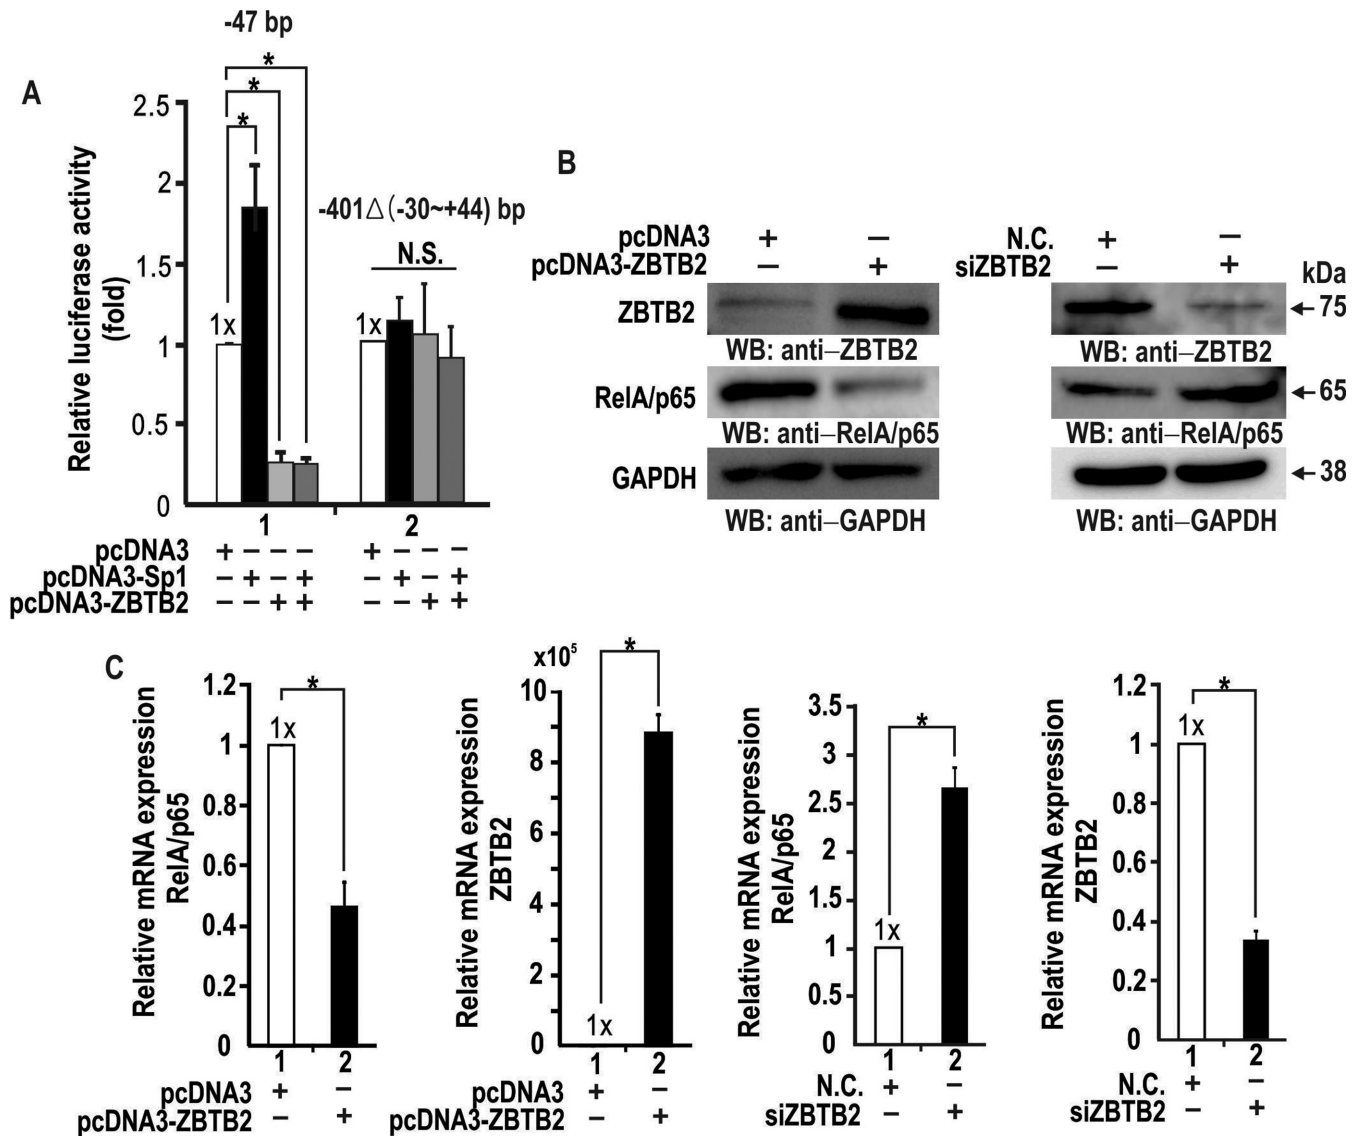 A
-47 bp
*
*
*
Relative luciferase activity
(fold)
2.5
2
1.5
1
0.5
0
1x
-401△(-30~+44) bp
N.S.
1x
1 2
pcDNA3 + – – – + – – –
pcDNA3-Sp1 – + – + – + – +
pcDNA3-ZBTB2 – – + + – – + +
B
pcDNA3 + –
pcDNA3-ZBTB2 – +
ZBTB2
WB: anti–ZBTB2
RelA/p65
WB: anti–RelA/p65
GAPDH
WB: anti–GAPDH
N.C. + –
siZBTB2 – +
kDa
75
WB: anti–ZBTB2
65
WB: anti–RelA/p65
38
WB: anti–GAPDH
C
Relative mRNA expression
RelA/p65
1.2
1
0.8
0.6
0.4
0.2
0
1x
*
1 2
pcDNA3 + –
pcDNA3-ZBTB2 – +
Relative mRNA expression
ZBTB2
x10⁵
10
8
6
4
2
0
1x
*
1 2
pcDNA3 + –
pcDNA3-ZBTB2 – +
Relative mRNA expression
RelA/p65
3.5
3
2.5
2
1.5
1
0.5
0
1x
*
1 2
N.C. + –
siZBTB2 – +
Relative mRNA expression
ZBTB2
1.2
1
0.8
0.6
0.4
0.2
0
1x
*
1 2
N.C. + –
siZBTB2 – +